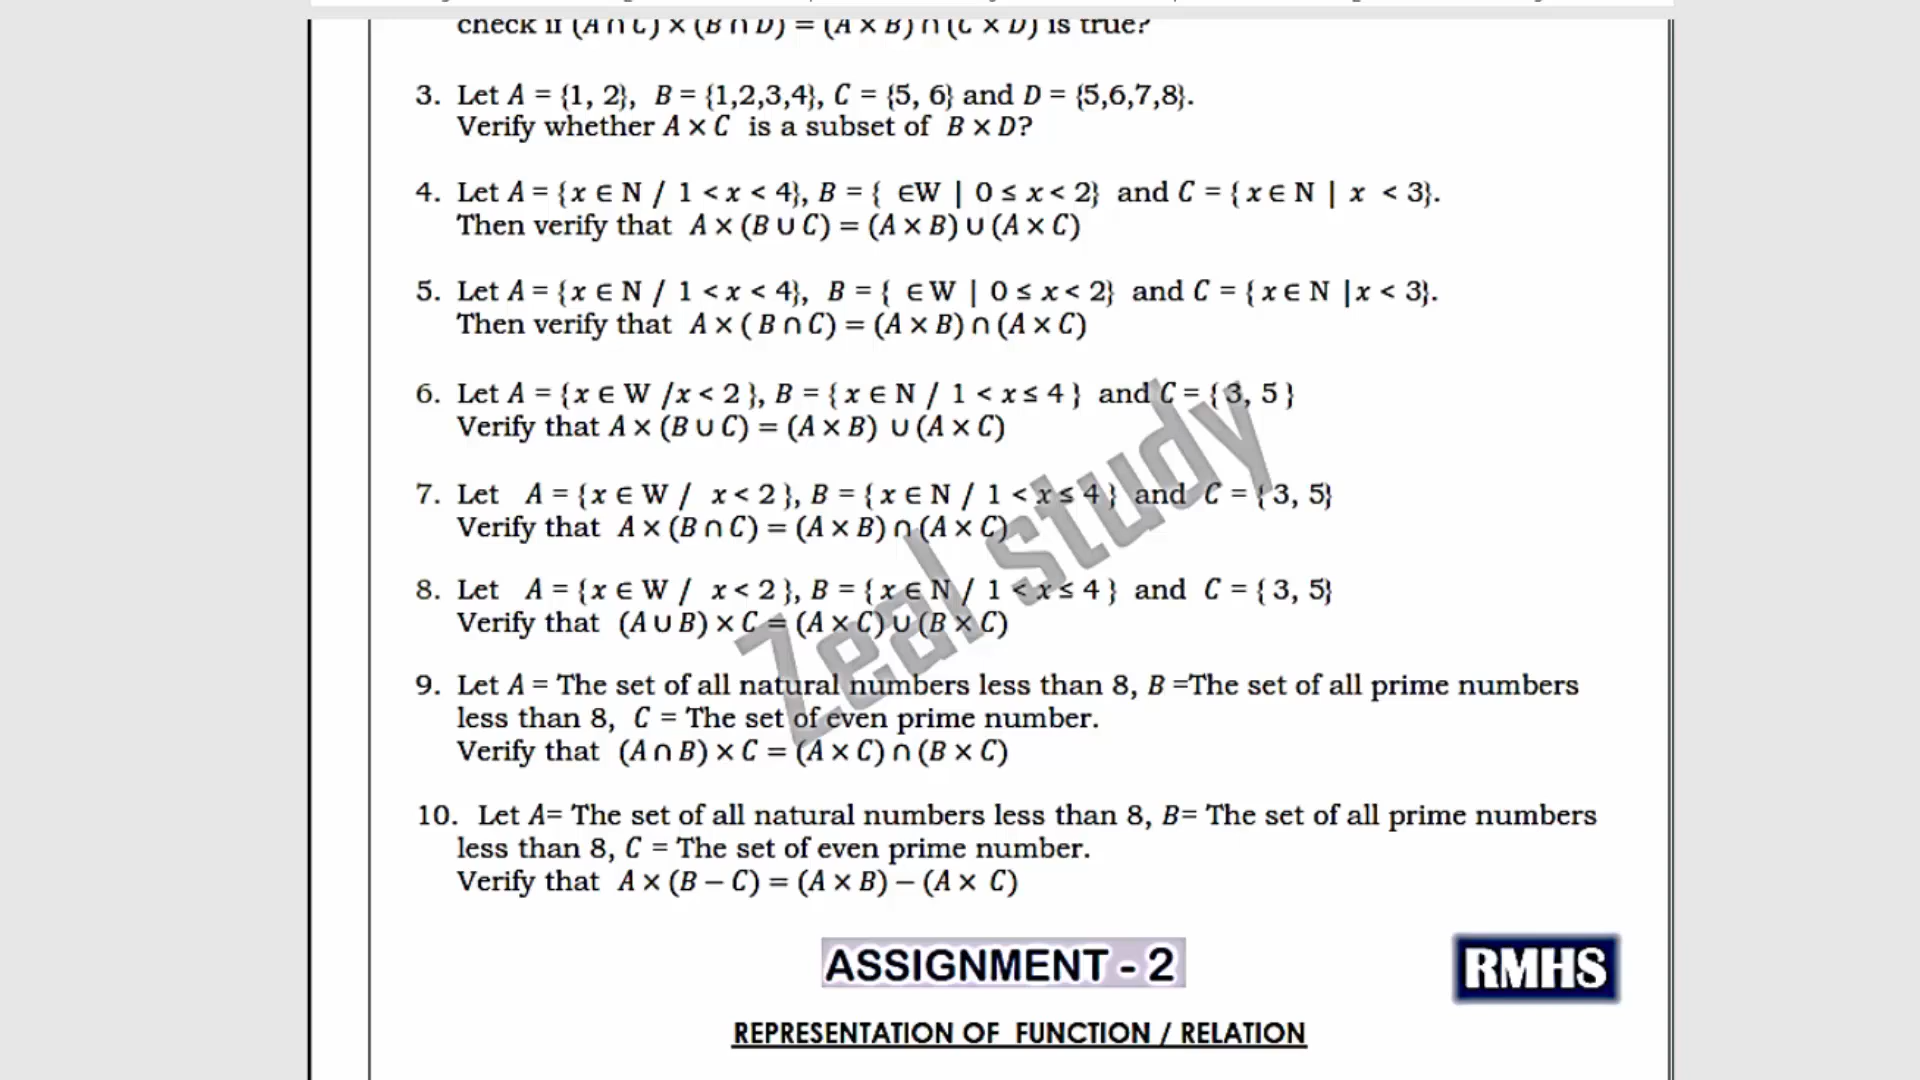 check if (A ∩ C) × (B ∩ D) = (A × B) ∩ (C × D) is true?
3. Let A = {1, 2}, B = {1,2,3,4}, C = {5, 6} and D = {5,6,7,8}.
Verify whether A × C is a subset of B × D?
4. Let A = {x ∈ N / 1 < x < 4}, B = { ∈W | 0 ≤ x < 2} and C = { x ∈ N | x < 3}.
Then verify that A × (B ∪ C) = (A × B) ∪ (A × C)
5. Let A = {x ∈ N / 1 < x < 4}, B = { ∈ W | 0 ≤ x < 2} and C = { x ∈ N |x < 3}.
Then verify that A × ( B ∩ C) = (A × B) ∩ (A × C)
6. Let A = {x ∈ W /x < 2 }, B = { x ∈ N / 1 < x ≤ 4 } and C = { 3, 5 }
Verify that A × (B ∪ C) = (A × B) ∪ (A × C)
7. Let A = {x ∈ W / x < 2 }, B = { x ∈ N / 1 < x ≤ 4 } and C = { 3, 5}
Verify that A × (B ∩ C) = (A × B) ∩ (A × C)
8. Let A = {x ∈ W / x < 2 }, B = { x ∈ N / 1 < x ≤ 4 } and C = { 3, 5}
Verify that (A ∪ B) × C = (A × C) ∪ (B × C)
9. Let A = The set of all natural numbers less than 8, B =The set of all prime numbers
less than 8, C = The set of even prime number.
Verify that (A ∩ B) × C = (A × C) ∩ (B × C)
10. Let A= The set of all natural numbers less than 8, B= The set of all prime numbers
less than 8, C = The set of even prime number.
Verify that A × (B – C) = (A × B) – (A × C)
Zeal study
ASSIGNMENT - 2
RMHS
REPRESENTATION OF FUNCTION / RELATION